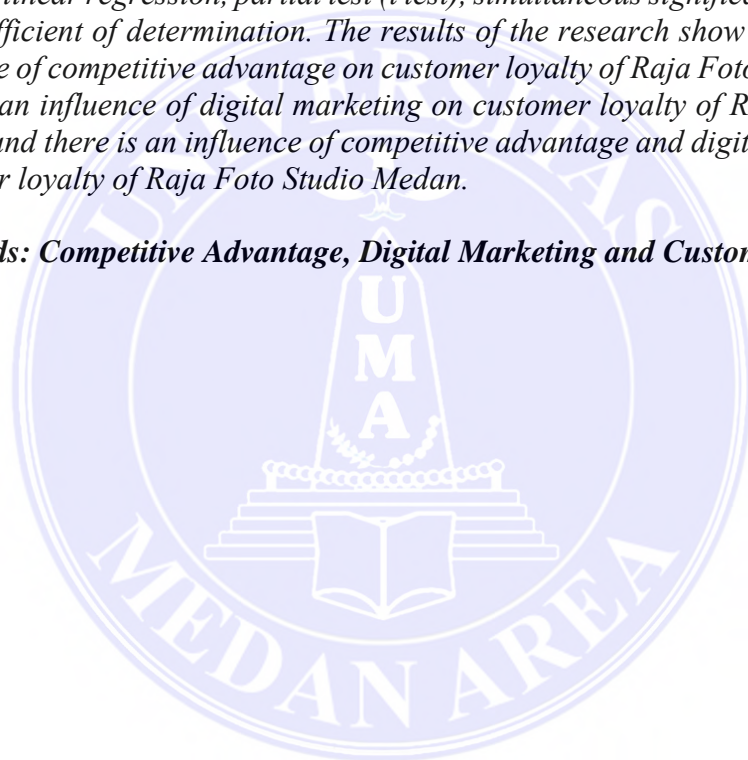 linear regression, partial test (t test), simultaneous
fficient of determination. The results of the research show
e of competitive advantage on customer loyalty of Raja Foto
an influence of digital marketing on customer loyalty of R
und there is an influence of competitive advantage and digit
r loyalty of Raja Foto Studio Medan.
ds: Competitive Advantage, Digital Marketing and Custon
UNIVERSITAS
UMA
MEDAN AREA